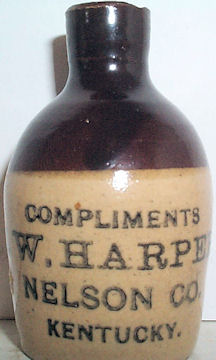 COMPLIMENTS
W. HARPE
NELSON CO.
KENTUCKY.